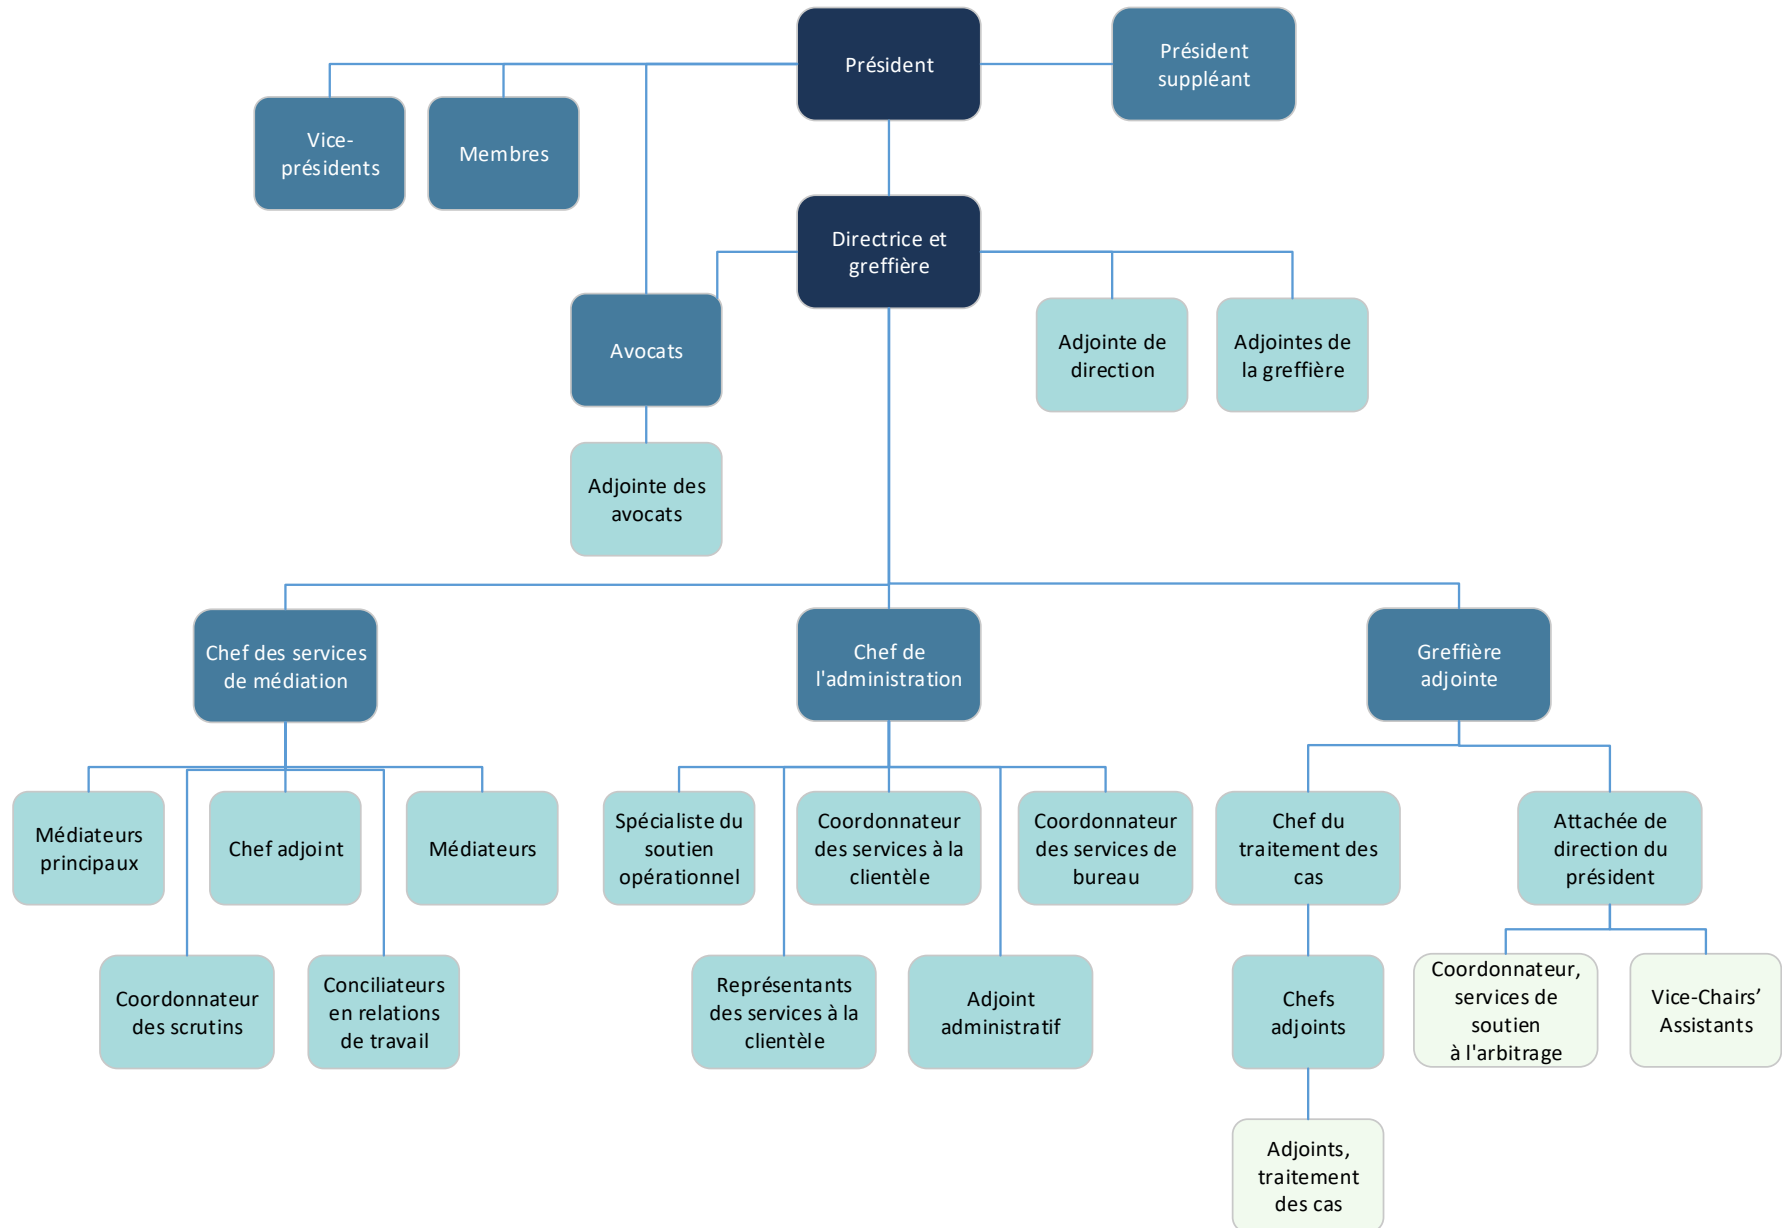 Président
Président
suppléant
Vice-
présidents
Membres
Directrice et
greffière
Avocats
Adjointe de
direction
Adjointes de
la greffière
Adjointe des
avocats
Chef des services
de médiation
Chef de
l'administration
Greffière
adjointe
Médiateurs
principaux
Chef adjoint
Médiateurs
Spécialiste du
soutien
opérationnel
Coordonnateur
des services à la
clientèle
Coordonnateur
des services de
bureau
Chef du
traitement des
cas
Attachée de
direction du
président
Coordonnateur
des scrutins
Conciliateurs
en relations
de travail
Représentants
des services à la
clientèle
Adjoint
administratif
Chefs
adjoints
Coordonnateur,
services de
soutien
à l'arbitrage
Vice-Chairs’
Assistants
Adjoints,
traitement
des cas